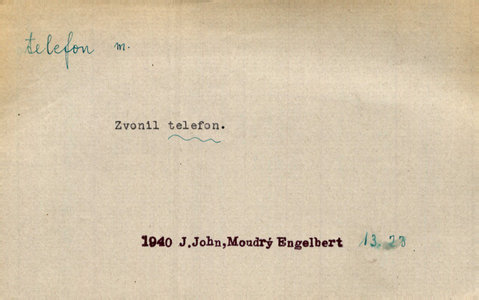 telefon m.
Zvonil telefon.
1940 J.John,Moudrý Engelbert 13.28